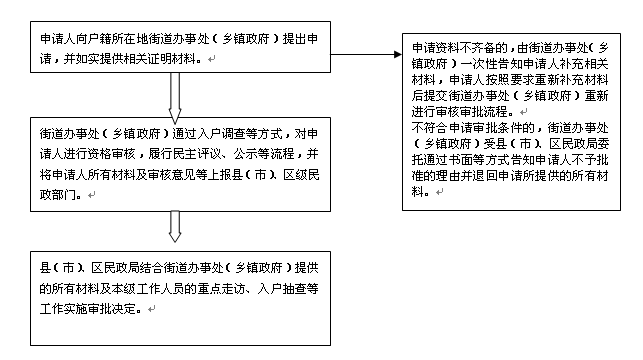 申请人向户籍所在地街道办事处（乡镇政府）提出申
请，并如实提供相关证明材料。
申请资料不齐备的，由街道办事处（乡
镇政府）一次性告知申请人补充相关
材料，申请人按照要求重新补充材料
后提交街道办事处（乡镇政府）重新
进行审核审批流程。
不符合申请审批条件的，街道办事处
（乡镇政府）受县（市）、区民政局委
托通过书面等方式告知申请人不予批
准的理由并退回申请所提供的所有材
料。
街道办事处（乡镇政府）通过入户调查等方式，对申
请人进行资格审核，履行民主评议、公示等流程，并
将申请人所有材料及审核意见等上报县（市）、区级民
政部门。
县（市）、区民政局结合街道办事处（乡镇政府）提供
的所有材料及本级工作人员的重点走访、入户抽查等
工作实施审批决定。